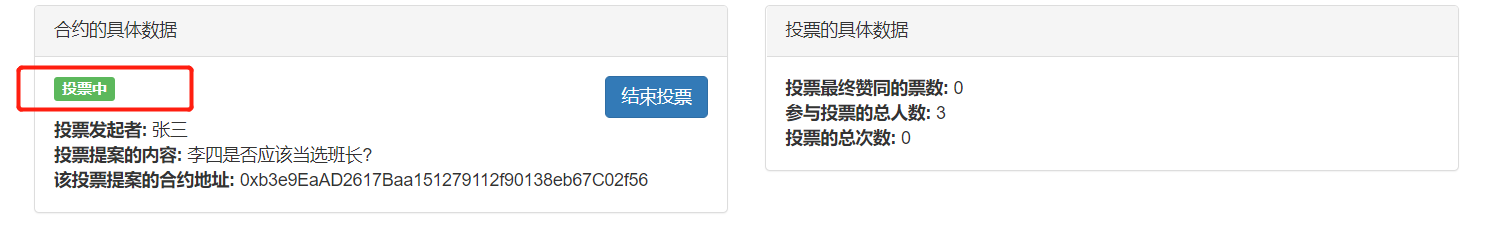 合约的具体数据
投票中
结束投票
投票发起者: 张三
投票提案的内容: 李四是否应该当选班长?
该投票提案的合约地址: 0xb3e9EaAD2617Baa151279112f90138eb67C02f56
投票的具体数据
投票最终赞同的票数: 0
参与投票的总人数: 3
投票的总次数: 0